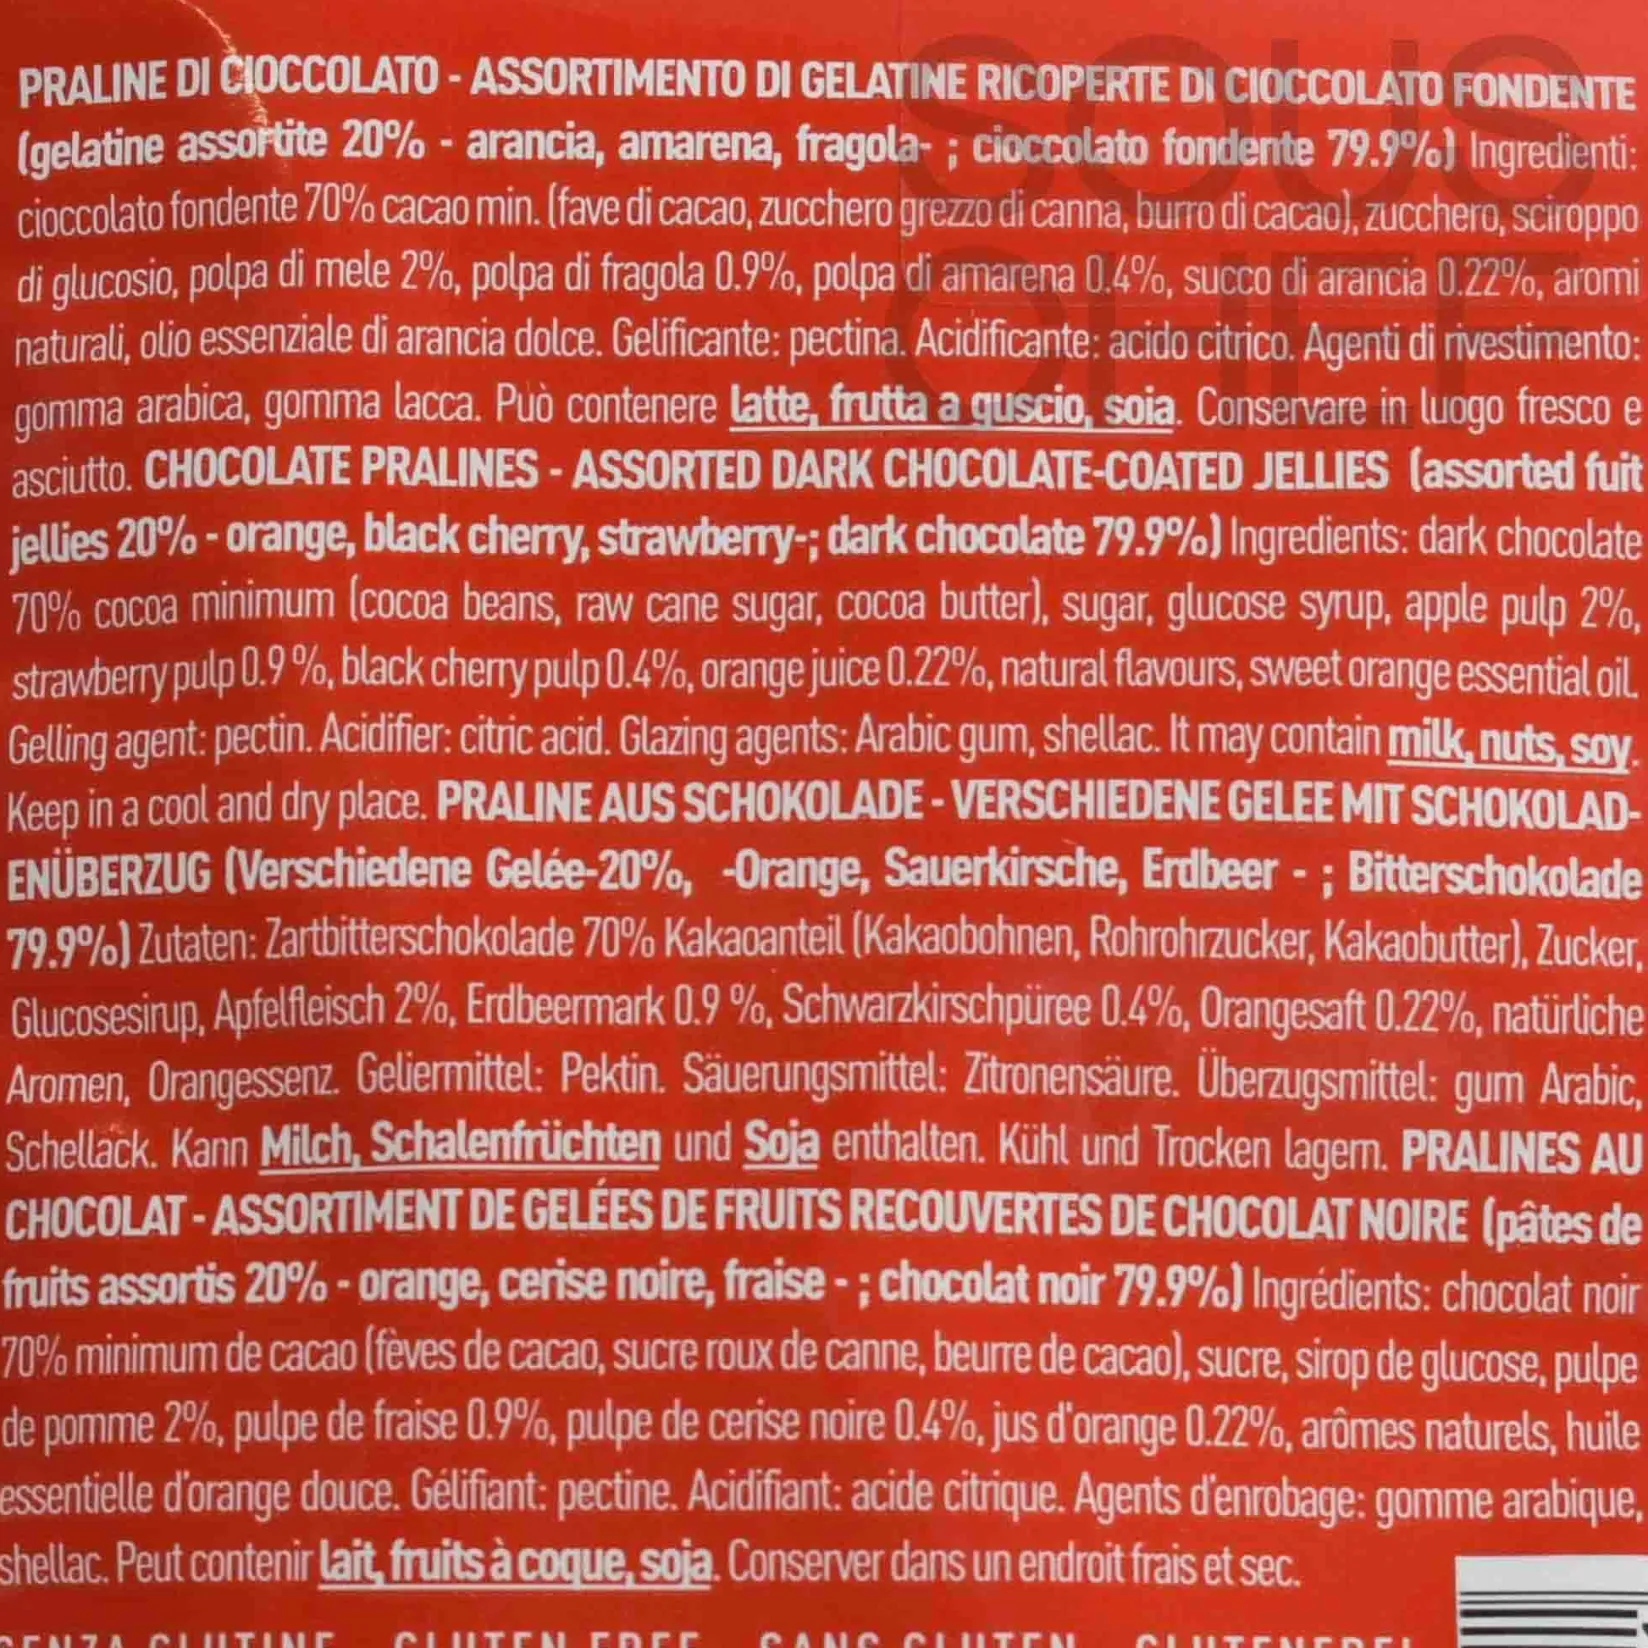 SOUS
CHEF
PRALINE DI CIOCCOLATO - ASSORTIMENTO DI GELATINE RICOPERTE DI CIOCCOLATO FONDENTE
(gelatine assortite 20% - arancia, amarena, fragola- ; cioccolato fondente 79.9%) Ingredienti:
cioccolato fondente 70% cacao min. (fave di cacao, zucchero grezzo di canna, burro di cacao), zucchero, sciroppo
di glucosio, polpa di mele 2%, polpa di fragola 0.9%, polpa di amarena 0.4%, succo di arancia 0.22%, aromi
naturali, olio essenziale di arancia dolce. Gelificante: pectina. Acidificante: acido citrico. Agenti di rivestimento:
gomma arabica, gomma lacca. Può contenere latte, frutta a guscio, soia. Conservare in luogo fresco e
asciutto. CHOCOLATE PRALINES - ASSORTED DARK CHOCOLATE-COATED JELLIES (assorted fuit
jellies 20% - orange, black cherry, strawberry-; dark chocolate 79.9%) Ingredients: dark chocolate
70% cocoa minimum (cocoa beans, raw cane sugar, cocoa butter), sugar, glucose syrup, apple pulp 2%,
strawberry pulp 0.9 %, black cherry pulp 0.4%, orange juice 0.22%, natural flavours, sweet orange essential oil.
Gelling agent: pectin. Acidifier: citric acid. Glazing agents: Arabic gum, shellac. It may contain milk, nuts, soy.
Keep in a cool and dry place. PRALINE AUS SCHOKOLADE - VERSCHIEDENE GELEE MIT SCHOKOLAD-
ENÜBERZUG (Verschiedene Gelée-20%, -Orange, Sauerkirsche, Erdbeer - ; Bitterschokolade
79.9%) Zutaten: Zartbitterschokolade 70% Kakaoanteil (Kakaobohnen, Rohrohrzucker, Kakaobutter), Zucker,
Glucosesirup, Apfelfleisch 2%, Erdbeermark 0.9 %, Schwarzkirschpüree 0.4%, Orangesaft 0.22%, natürliche
Aromen, Orangessenz. Geliermittel: Pektin. Säuerungsmittel: Zitronensäure. Überzugsmittel: gum Arabic,
Schellack. Kann Milch, Schalenfrüchten und Soja enthalten. Kühl und Trocken lagern. PRALINES AU
CHOCOLAT - ASSORTIMENT DE GELÉES DE FRUITS RECOUVERTES DE CHOCOLAT NOIRE (pâtes de
fruits assortis 20% - orange, cerise noire, fraise - ; chocolat noir 79.9%) Ingrédients: chocolat noir
70% minimum de cacao (fèves de cacao, sucre roux de canne, beurre de cacao), sucre, sirop de glucose, pulpe
de pomme 2%, pulpe de fraise 0.9%, pulpe de cerise noire 0.4%, jus d'orange 0.22%, arômes naturels, huile
essentielle d'orange douce. Gélifiant: pectine. Acidifiant: acide citrique. Agents d'enrobage: gomme arabique,
shellac. Peut contenir lait, fruits à coque, soja. Conserver dans un endroit frais et sec.
SENZA GLUTINE GLUTEN FREE SANS GLUTEN GLUTENFREI